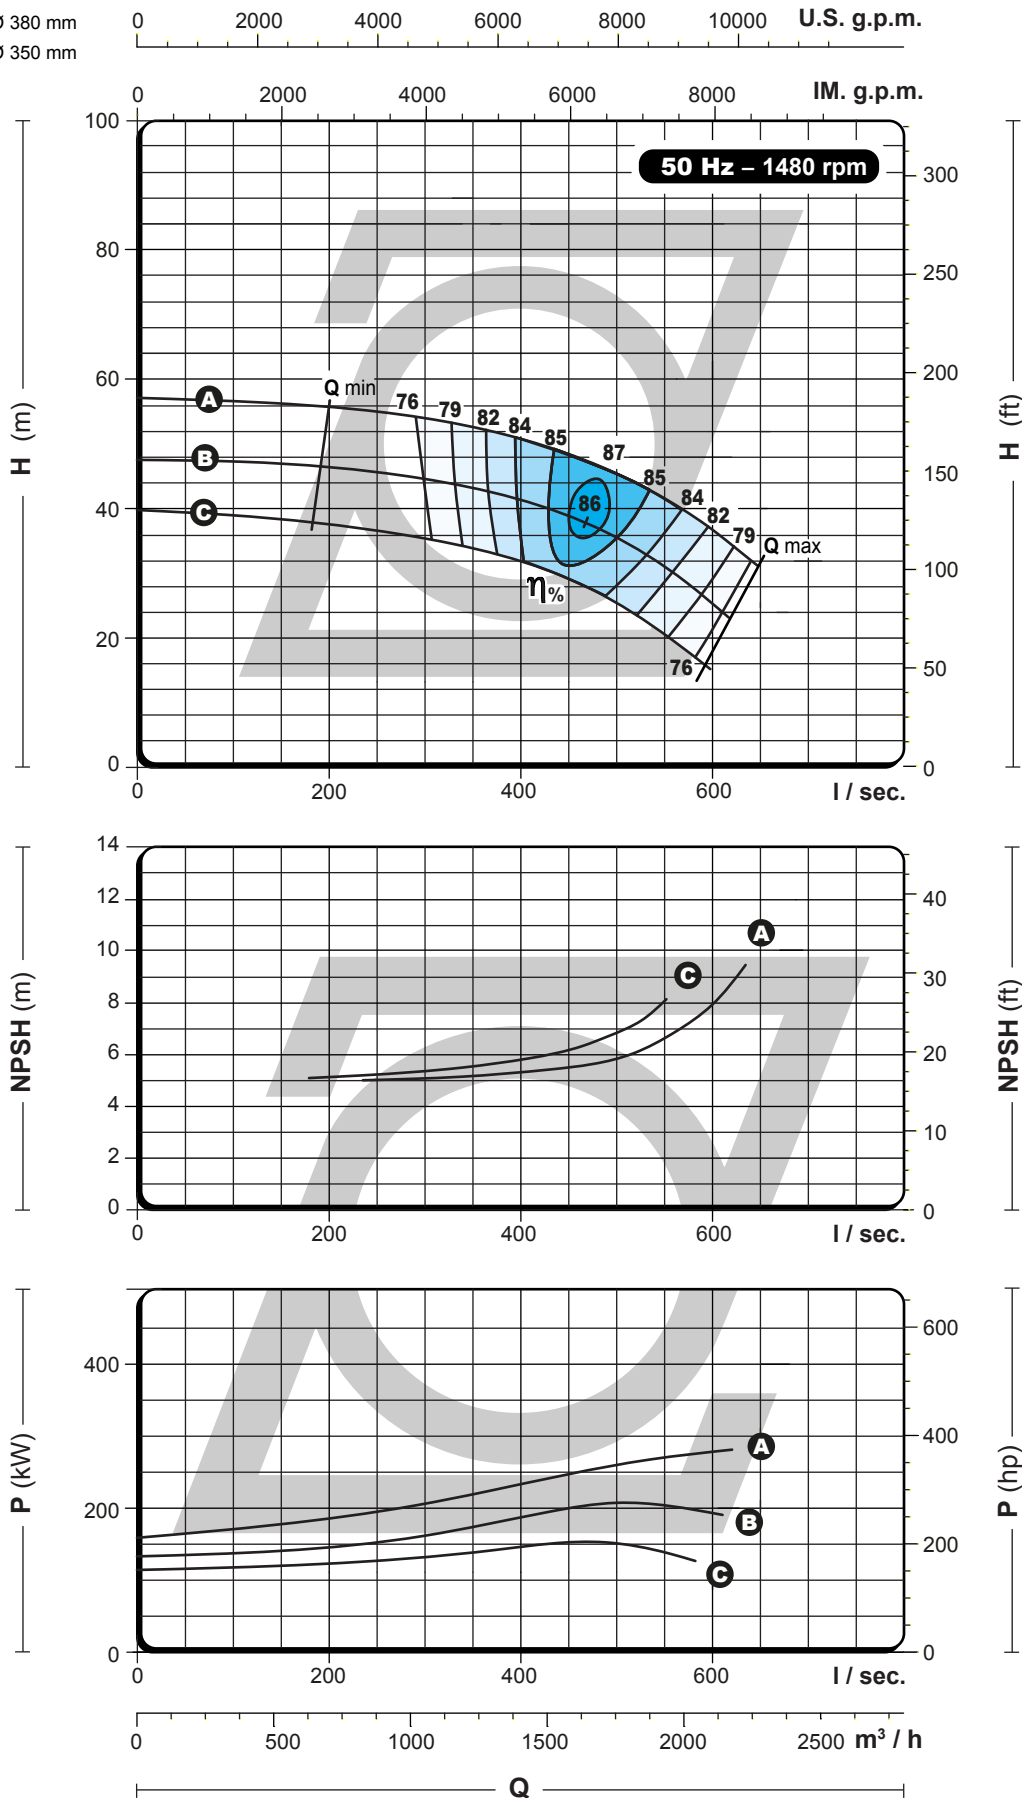 Ø 380 mm
Ø 350 mm
0 2000 4000 6000 8000 10000 U.S. g.p.m.
0 2000 4000 6000 8000 IM. g.p.m.
50 Hz – 1480 rpm
100
80
60
40
20
0
H (m)
300
250
200
150
100
50
0
H (ft)
A
B
C
Q min
76 79 82 84 85 87 85 84 82 79
Q max
86
η%
76
0 200 400 600 l / sec.
14
12
10
8
6
4
2
0
NPSH (m)
40
30
20
10
0
NPSH (ft)
A
C
0 200 400 600 l / sec.
400
200
0
P (kW)
600
400
200
0
P (hp)
A
B
C
0 200 400 600 l / sec.
0 500 1000 1500 2000 2500 m³ / h
Q